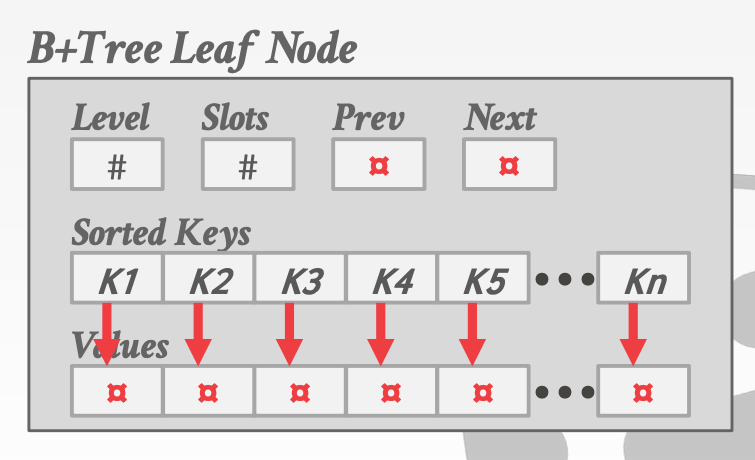 B+Tree Leaf Node
Level Slots Prev Next
# # ¤ ¤
Sorted Keys
K1 K2 K3 K4 K5 ••• Kn
Values
¤ ¤ ¤ ¤ ¤ ••• ¤